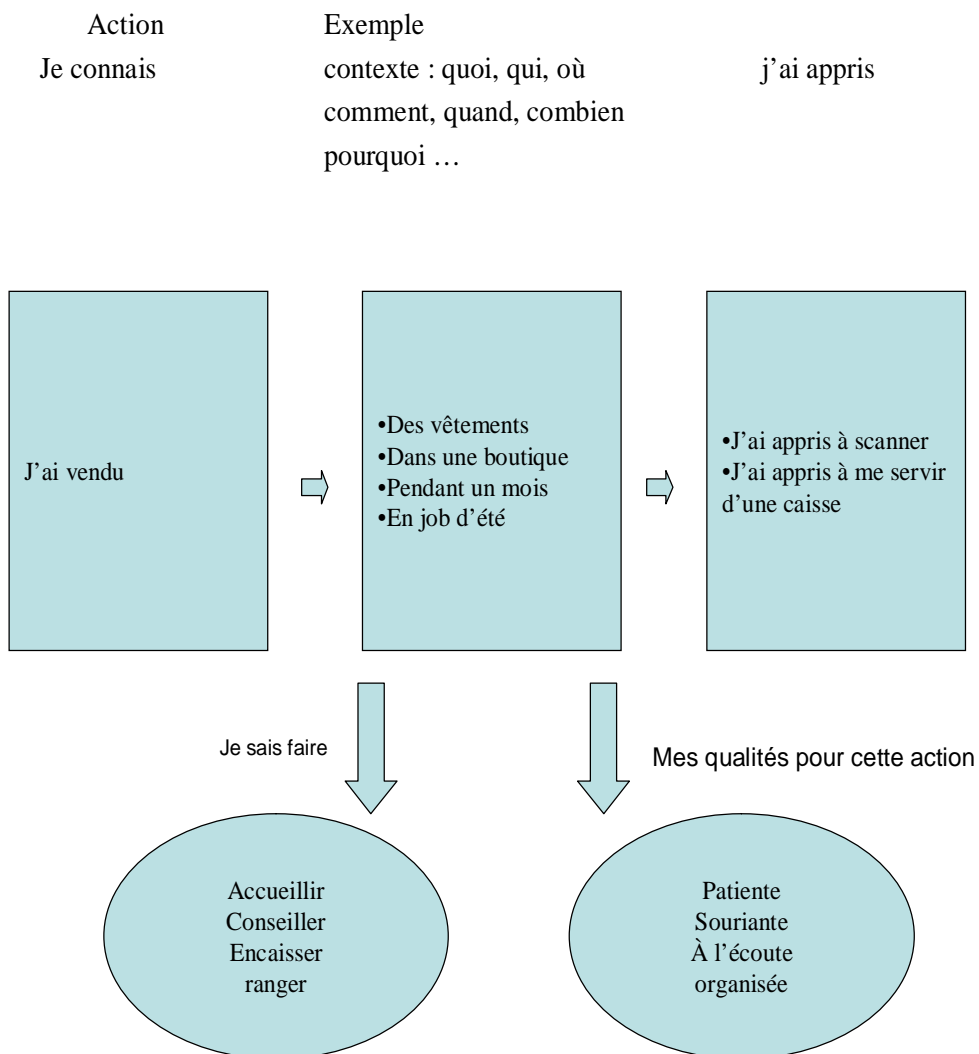 Action
Exemple
Je connais
contexte : quoi, qui, où
j’ai appris
comment, quand, combien
pourquoi …
J’ai vendu
•Des vêtements
•Dans une boutique
•Pendant un mois
•En job d’été
•J’ai appris à scanner
•J’ai appris à me servir
d’une caisse
Je sais faire
Mes qualités pour cette action
Accueillir
Conseiller
Encaisser
ranger
Patiente
Souriante
À l’écoute
organisée